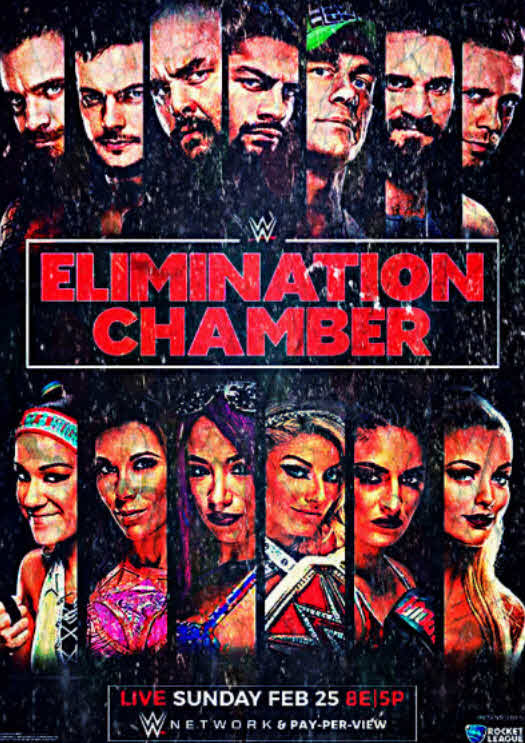 W
ELIMINATION
CHAMBER
LIVE SUNDAY FEB 25 8E|5P
W NETWORK & PAY-PER-VIEW
ROCKET
LEAGUE